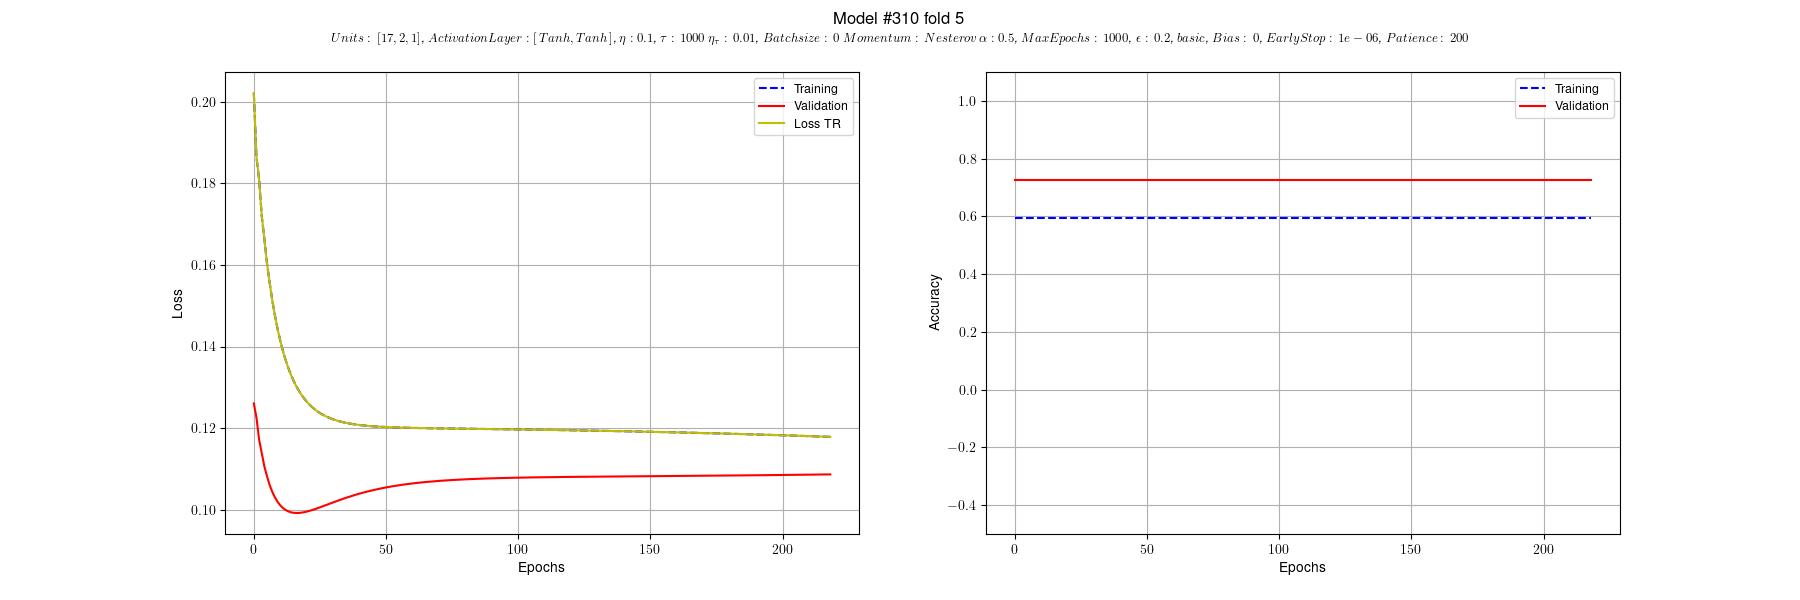 Model #310 fold 5
Units : [17, 2, 1], ActivationLayer : [Tanh, Tanh], η : 0.1, τ : 1000 ητ : 0.01, Batchsize : 0 Momentum : Nesterov α : 0.5, MaxEpochs : 1000, ϵ : 0.2, basic, Bias : 0, EarlyStop : 1e − 06, Patience : 200
Loss
0.20
0.18
0.16
0.14
0.12
0.10
Training
Validation
Loss TR
0 50 100 150 200
Epochs
Accuracy
1.0
0.8
0.6
0.4
0.2
0.0
−0.2
−0.4
Training
Validation
0 50 100 150 200
Epochs